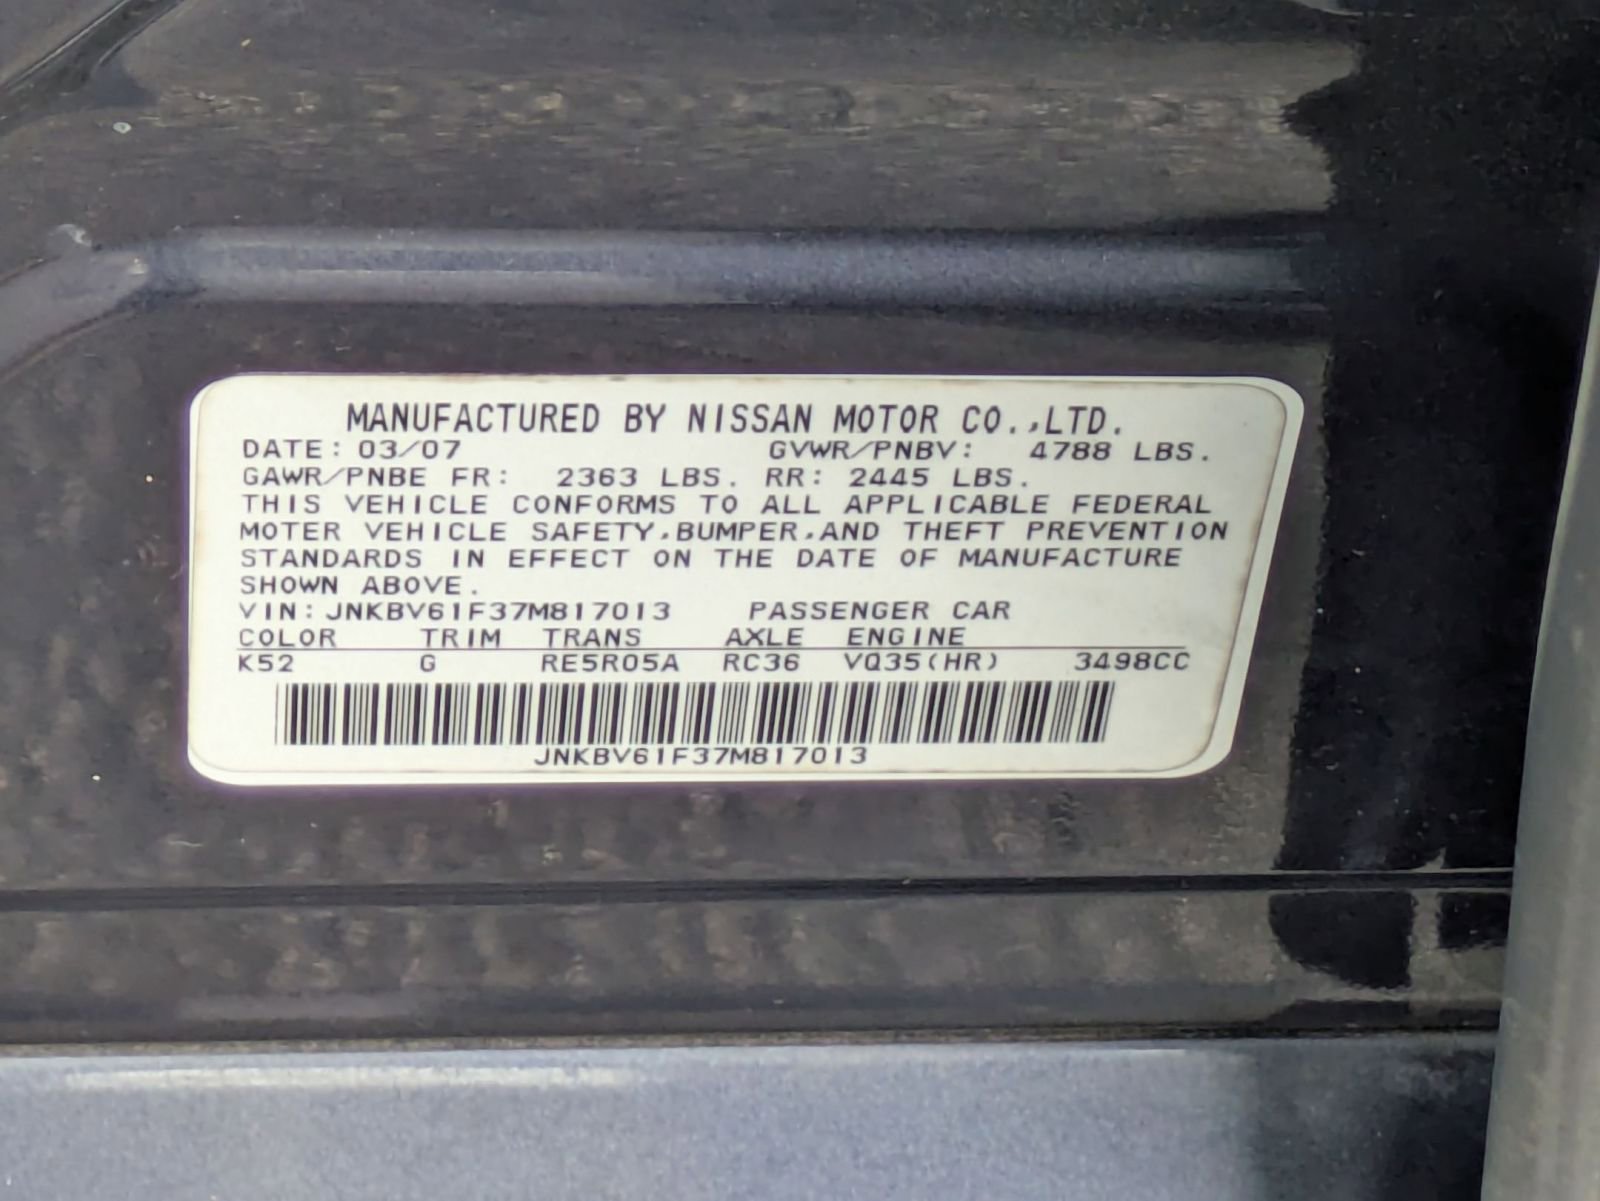 MANUFACTURED BY NISSAN MOTOR CO.,LTD.
DATE: 03/07 GVWR/PNBV: 4788 LBS.
GAWR/PNBE FR: 2363 LBS. RR: 2445 LBS.
THIS VEHICLE CONFORMS TO ALL APPLICABLE FEDERAL
MOTER VEHICLE SAFETY,BUMPER,AND THEFT PREVENTION
STANDARDS IN EFFECT ON THE DATE OF MANUFACTURE
SHOWN ABOVE.
VIN: JNKBV61F37M817013 PASSENGER CAR
COLOR TRIM TRANS AXLE ENGINE
K52 G RE5R05A RC36 VQ35(HR) 3498CC
JNKBV61F37M817013